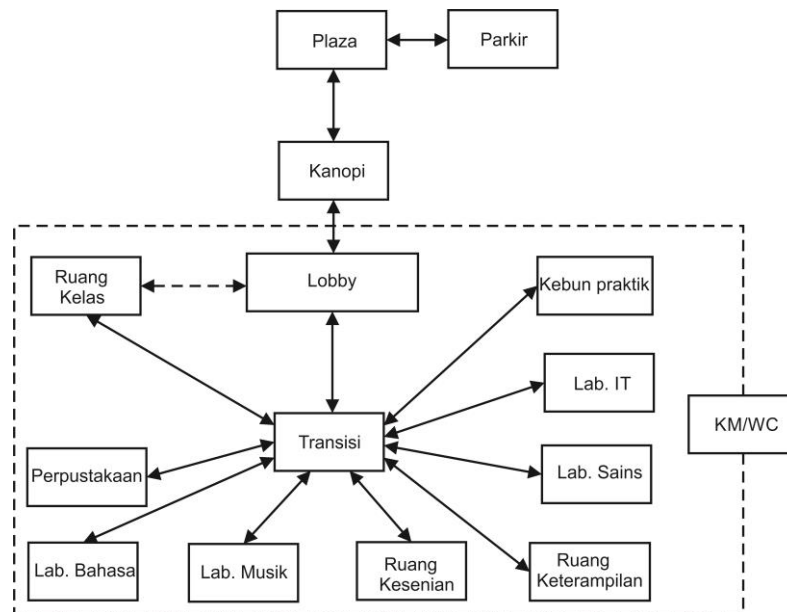 Plaza
Parkir
Kanopi
Ruang
Kelas
Lobby
Kebun praktik
Lab. IT
KM/WC
Transisi
Perpustakaan
Lab. Sains
Lab. Bahasa
Lab. Musik
Ruang
Kesenian
Ruang
Keterampilan